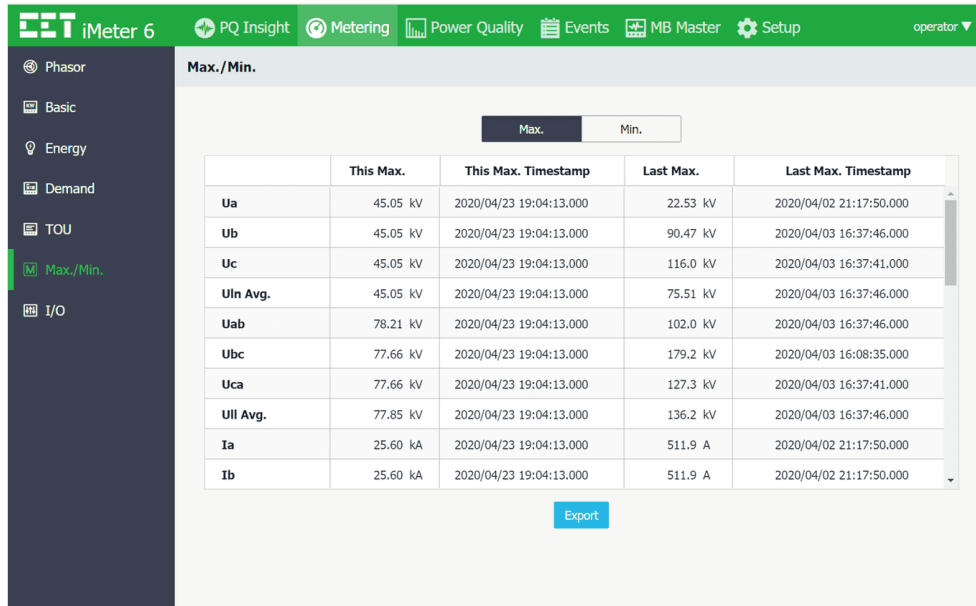 CET iMeter 6 PQ Insight Metering Power Quality Events MB Master Setup operator ▼
Phasor
Basic
Energy
Demand
TOU
Max./Min.
I/O
Max./Min.
Max. Min.
This Max. This Max. Timestamp Last Max. Last Max. Timestamp
Ua 45.05 kV 2020/04/23 19:04:13.000 22.53 kV 2020/04/02 21:17:50.000
Ub 45.05 kV 2020/04/23 19:04:13.000 90.47 kV 2020/04/03 16:37:46.000
Uc 45.05 kV 2020/04/23 19:04:13.000 116.0 kV 2020/04/03 16:37:41.000
Uln Avg. 45.05 kV 2020/04/23 19:04:13.000 75.51 kV 2020/04/03 16:37:46.000
Uab 78.21 kV 2020/04/23 19:04:13.000 102.0 kV 2020/04/03 16:37:46.000
Ubc 77.66 kV 2020/04/23 19:04:13.000 179.2 kV 2020/04/03 16:08:35.000
Uca 77.66 kV 2020/04/23 19:04:13.000 127.3 kV 2020/04/03 16:37:41.000
Ull Avg. 77.85 kV 2020/04/23 19:04:13.000 136.2 kV 2020/04/03 16:37:46.000
Ia 25.60 kA 2020/04/23 19:04:13.000 511.9 A 2020/04/02 21:17:50.000
Ib 25.60 kA 2020/04/23 19:04:13.000 511.9 A 2020/04/02 21:17:50.000
Export